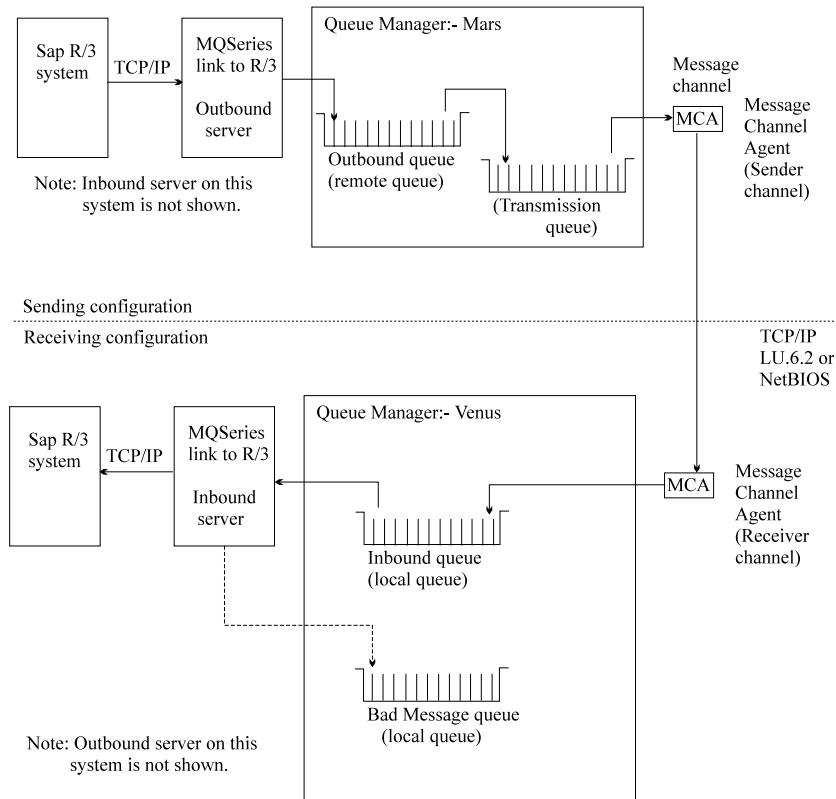 Queue Manager:- Mars
Sap R/3
system
TCP/IP
MQSeries
link to R/3
Outbound
server
Message
channel
MCA
Message
Channel
Agent
(Sender
channel)
Outbound queue
(remote queue)
(Transmission
queue)
Note: Inbound server on this
system is not shown.
Sending configuration
Receiving configuration
TCP/IP
LU.6.2 or
NetBIOS
Queue Manager:- Venus
Sap R/3
system
TCP/IP
MQSeries
link to R/3
Inbound
server
MCA
Message
Channel
Agent
(Receiver
channel)
Inbound queue
(local queue)
Bad Message queue
(local queue)
Note: Outbound server on this
system is not shown.